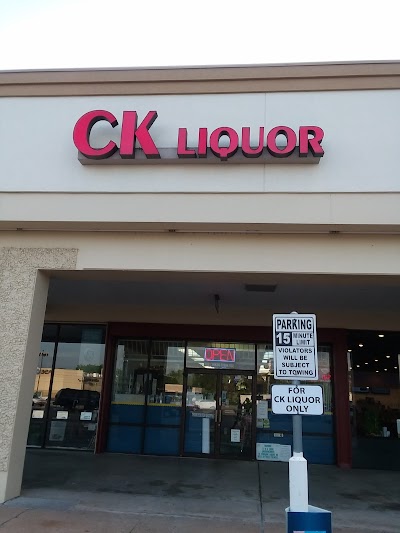 CK LIQUOR
OPEN
PARKING
15 MINUTE
LIMIT
VIOLATORS
WILL BE
SUBJECT
TO TOWING
FOR
CK LIQUOR
ONLY